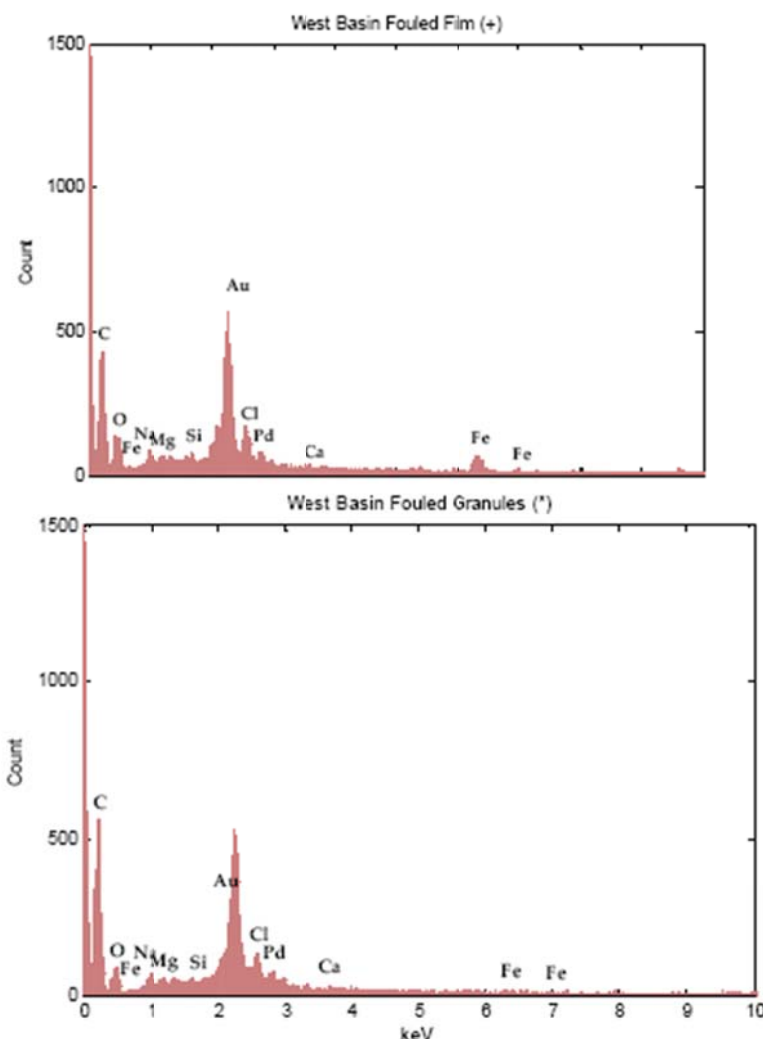 West Basin Fouled Film (+)
1500
1000
Count
Au
500
C
O
Fe
Na
Mg
Si
Cl
Pd
Ca
Fe
Fe
0
West Basin Fouled Granules (*)
1500
1000
Count
C
500
Au
O
Fe
Na
Mg
Si
Cl
Pd
Ca
Fe
Fe
0
0 1 2 3 4 5 6 7 8 9 10
keV